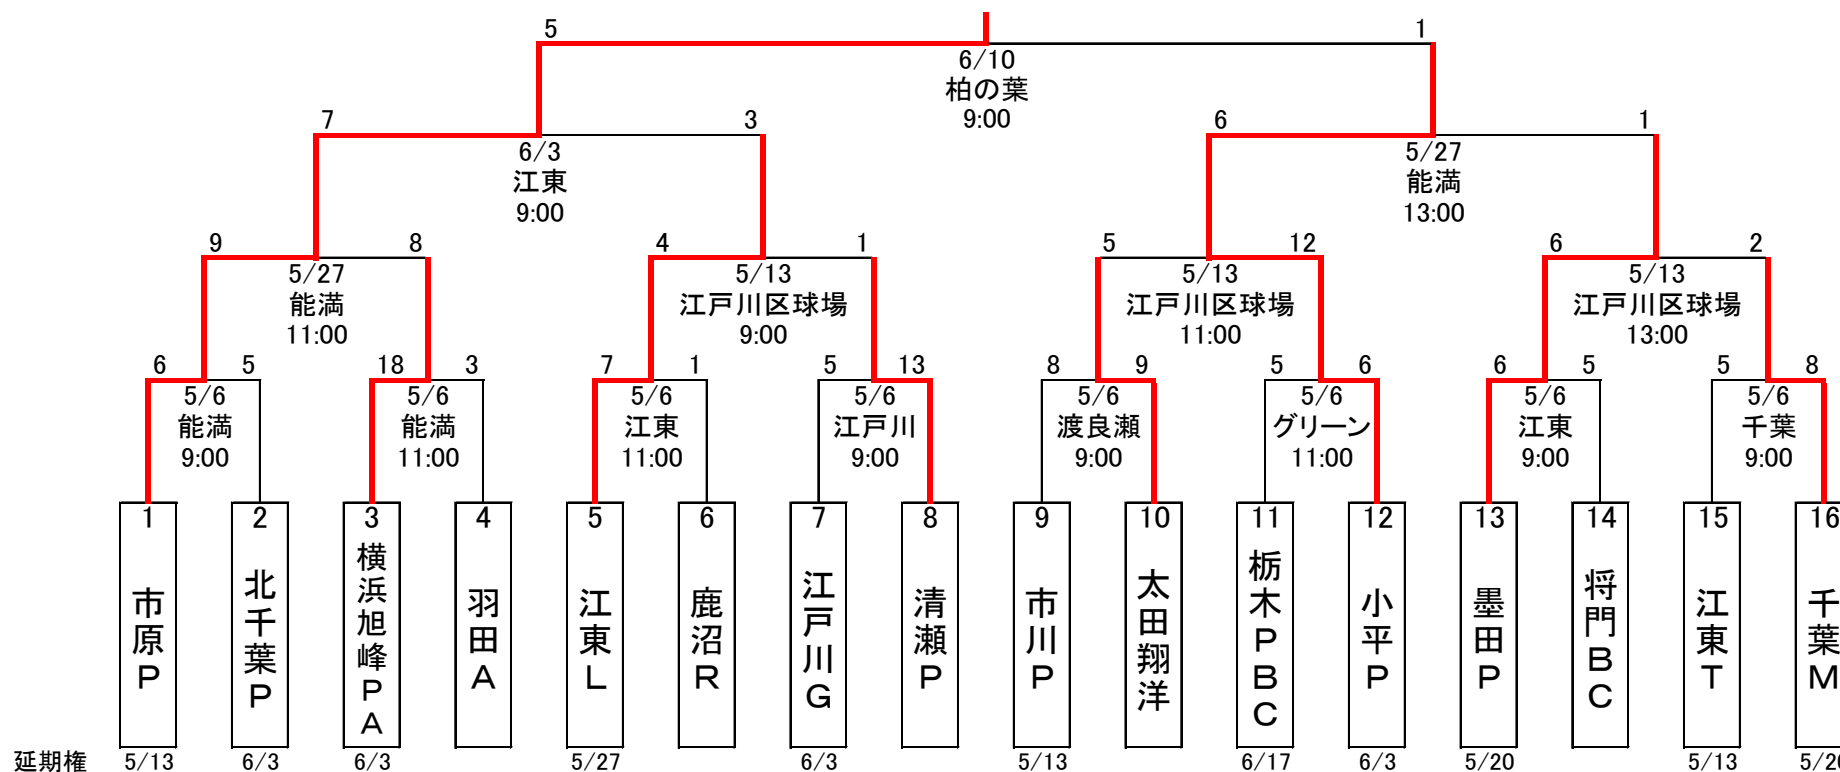 5 1
6/10
柏の葉
9:00
7 3 6 1
6/3 5/27
江東 能満
9:00 13:00
9 8 4 1 5 12 6 2
5/27 5/13 5/13 5/13
能満 江戸川区球場 江戸川区球場 江戸川区球場
11:00 9:00 11:00 13:00
6 5 18 3 7 1 5 13 8 9 5 6 6 5 5 8
5/6 5/6 5/6 5/6 5/6 5/6 5/6 5/6
能満 能満 江東 江戸川 渡良瀬 グリーン 江東 千葉
9:00 11:00 11:00 9:00 9:00 11:00 9:00 9:00
1 2 3 4 5 6 7 8 9 10 11 12 13 14 15 16
市原P
北千葉P
横浜旭峰PA
羽田A
江東L
鹿沼R
江戸川G
清瀬P
市川P
太田翔洋
栃木PBC
小平P
墨田P
将門BC
江東T
千葉M
延期権 5/13 6/3 6/3 5/27 6/3 5/13 6/17 6/3 5/20 5/13